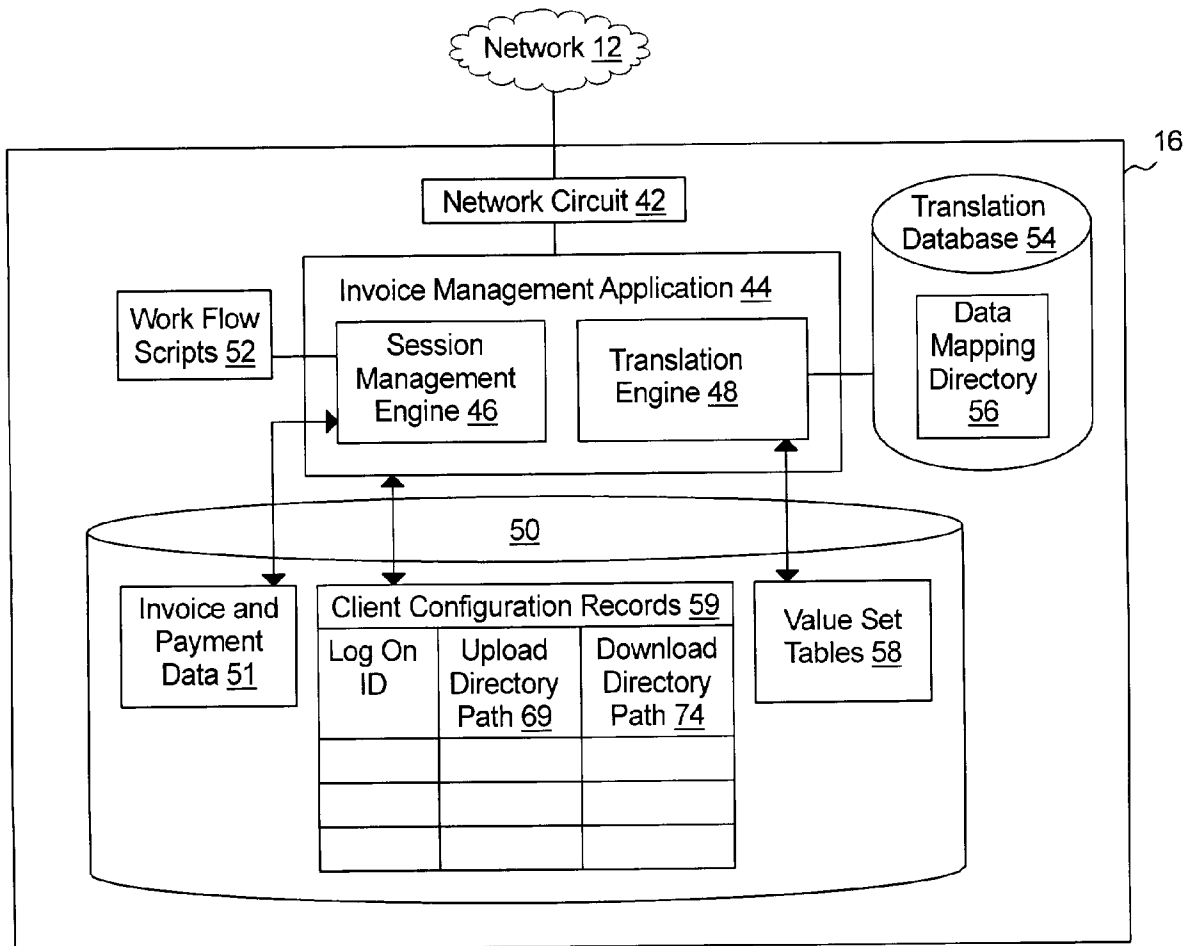 Network 12
16
Network Circuit 42
Translation
Database 54
Invoice Management Application 44
Work Flow
Scripts 52
Session
Management
Engine 46
Translation
Engine 48
Data
Mapping
Directory
56
50
Invoice and
Payment
Data 51
Client Configuration Records 59
Log On
ID
Upload
Directory
Path 69
Download
Directory
Path 74
Value Set
Tables 58